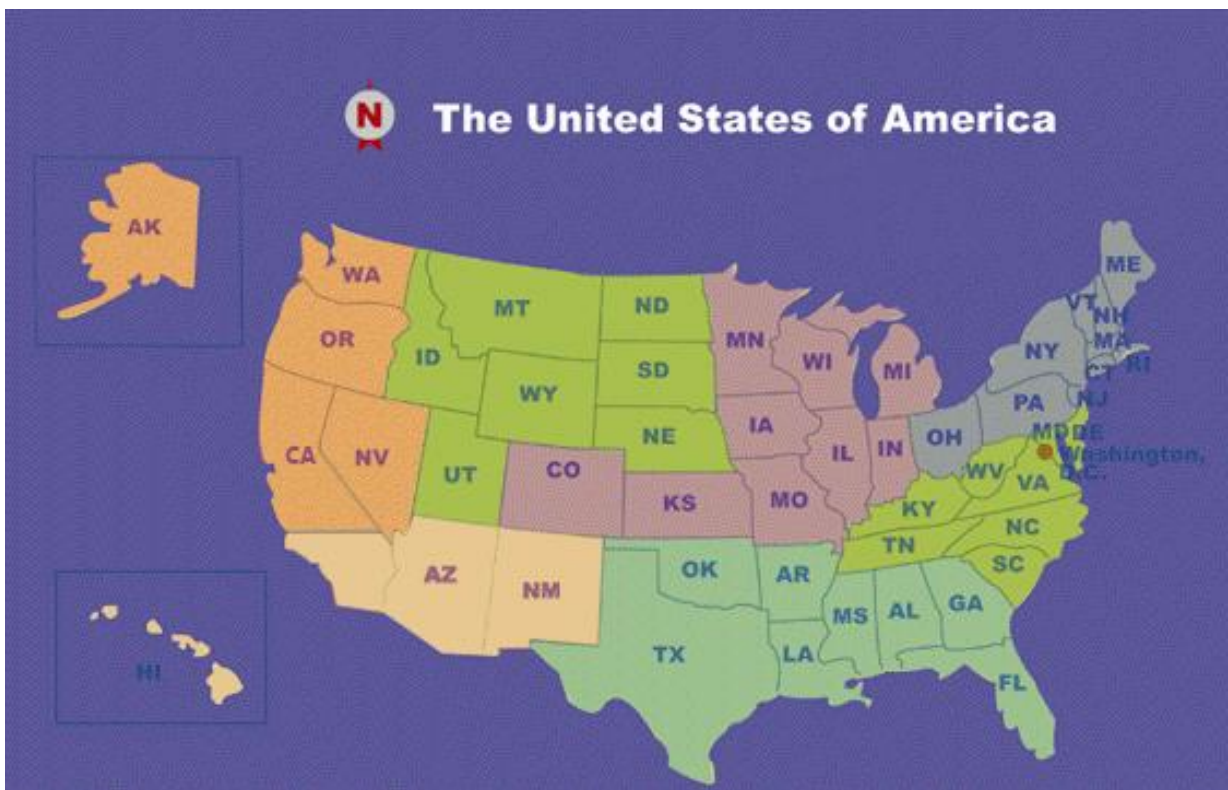 N The United States of America
AK
ME
WA
VT
NH
MT
ND
OR
MN
MA
NY
ID
WI
RI
SD
MI
CT
WY
PA
NJ
IA
NE
MD DE
OH
CA
NV
IL
IN
Washington,
D.C.
UT
CO
WV
VA
KS
MO
KY
NC
TN
SC
AZ
OK
AR
NM
GA
MS
AL
TX
LA
HI
FL